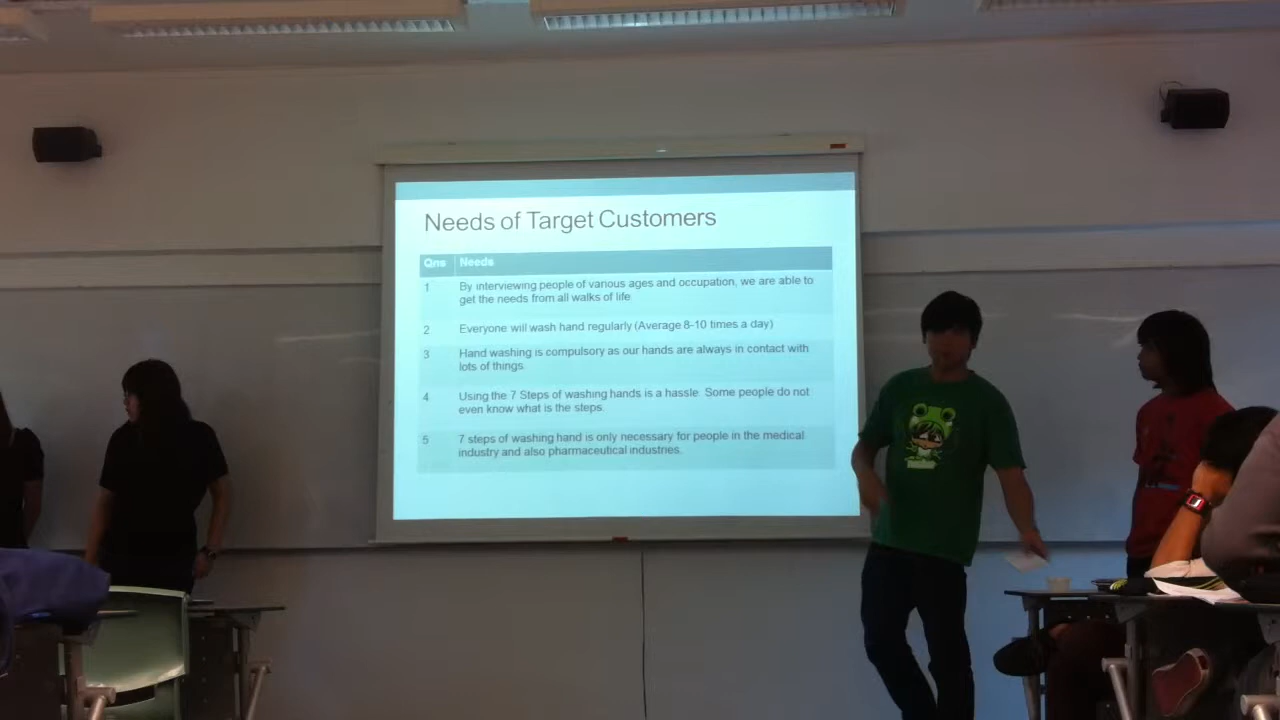 Needs of Target Customers
Qns Needs
1 By interviewing people of various ages and occupation, we are able to
get the needs from all walks of life.
2 Everyone will wash hand regularly (Average 8-10 times a day)
3 Hand washing is compulsory as our hands are always in contact with
lots of things.
4 Using the 7 Steps of washing hands is a hassle. Some people do not
even know what is the steps.
5 7 steps of washing hand is only necessary for people in the medical
industry and also pharmaceutical industries.